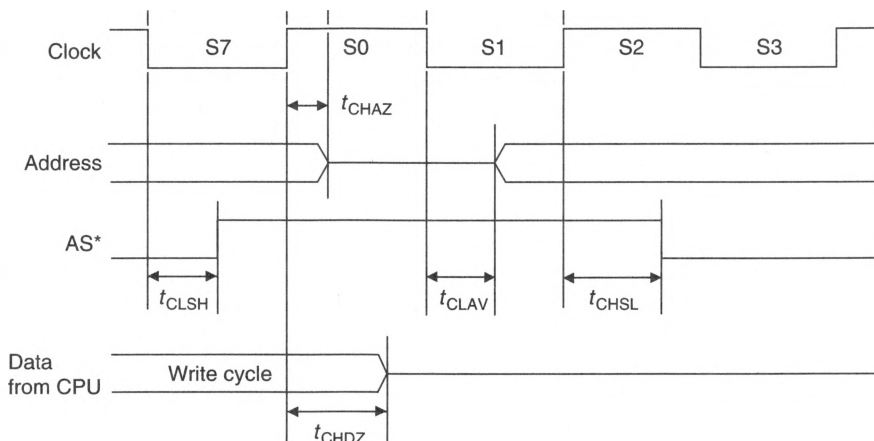 Clock S7 S0 S1 S2 S3
tCHAZ
Address
AS*
tCLSH tCLAV tCHSL
Data
from CPU Write cycle
tCHDZ